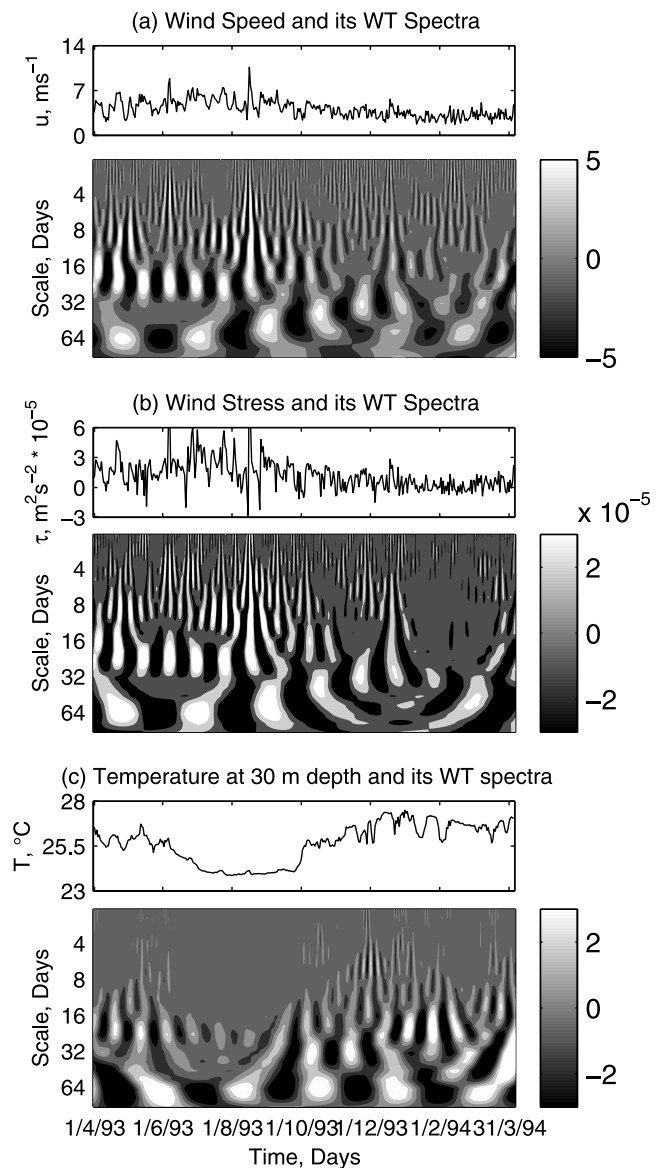 (a) Wind Speed and its WT Spectra
14
7
0
u, ms⁻¹
4
8
16
32
64
Scale, Days
5
0
−5
(b) Wind Stress and its WT Spectra
6
3
0
−3
τ, m²s⁻² * 10⁻⁵
x 10⁻⁵
4
8
16
32
64
Scale, Days
2
0
−2
(c) Temperature at 30 m depth and its WT spectra
28
25.5
23
T, °C
4
8
16
32
64
Scale, Days
2
0
−2
1/4/93 1/6/93 1/8/93 1/10/93 1/12/93 1/2/94 31/3/94
Time, Days